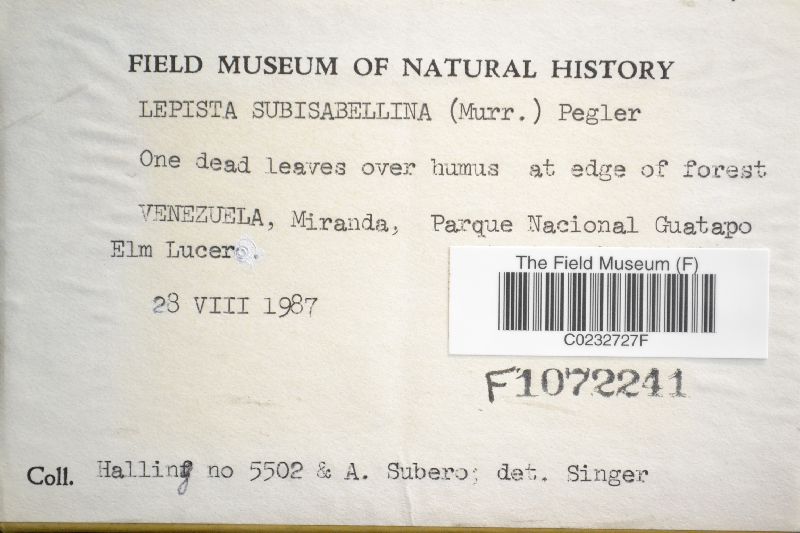 FIELD MUSEUM OF NATURAL HISTORY
LEPISTA SUBISABELLINA (Murr.) Pegler
One dead leaves over humus at edge of forest
VENEZUELA, Miranda, Parque Nacional Guatapo
Elm Lucero.
The Field Museum (F)
C0232727F
28 VIII 1987
F1072241
Coll. Halling no 5502 & A. Subero; det. Singer